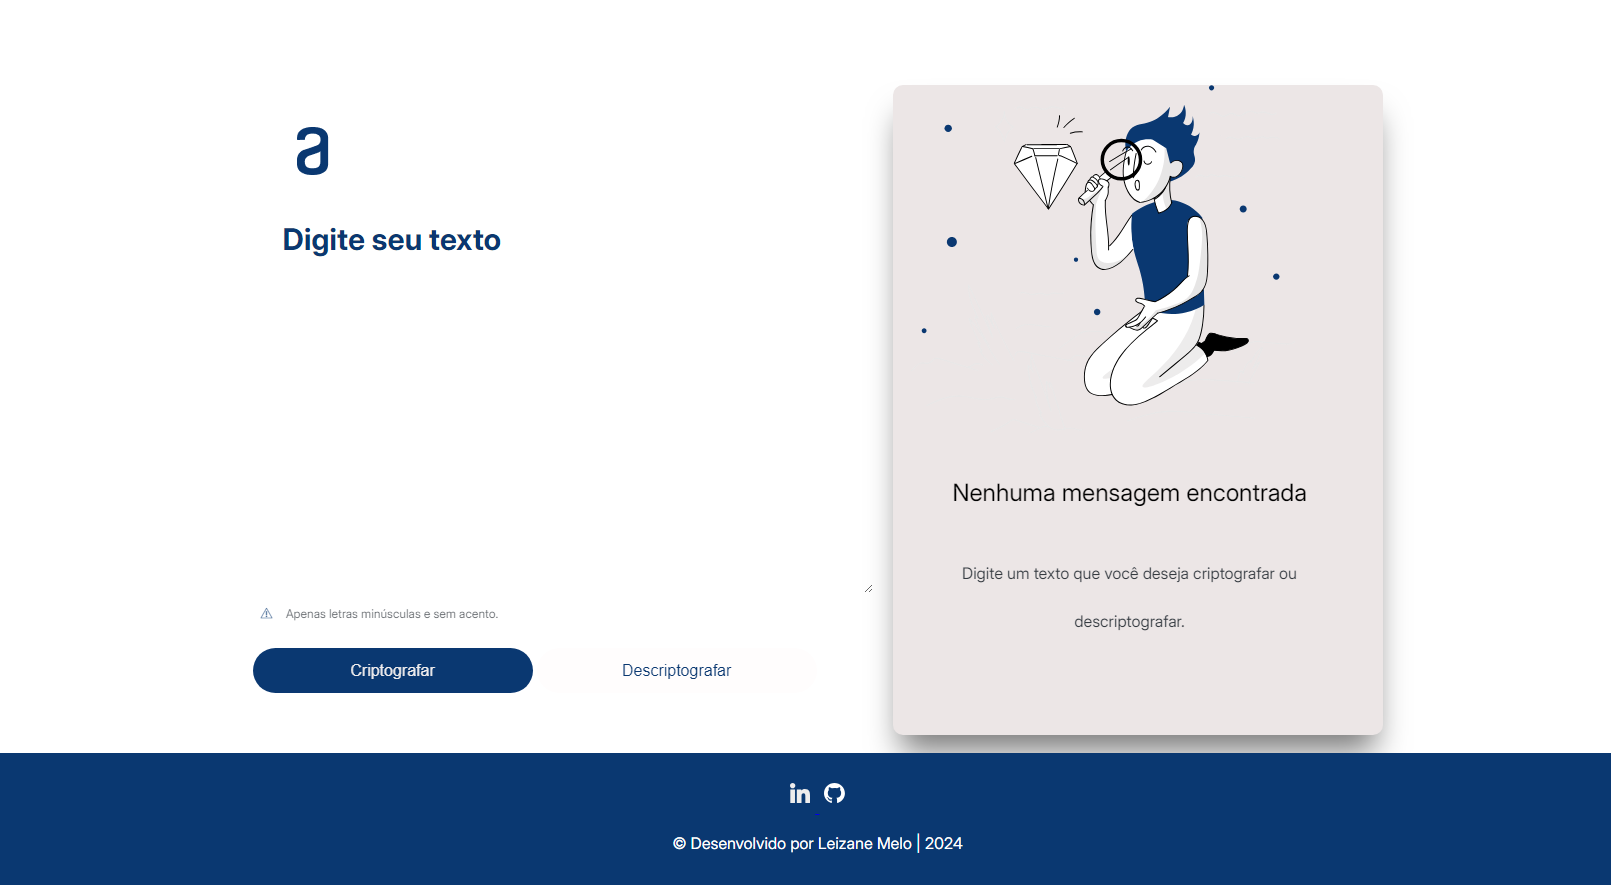 a
Digite seu texto
Apenas letras minúsculas e sem acento.
Criptografar
Descriptografar
Nenhuma mensagem encontrada
Digite um texto que você deseja criptografar ou
descriptografar.
in
© Desenvolvido por Leizane Melo | 2024